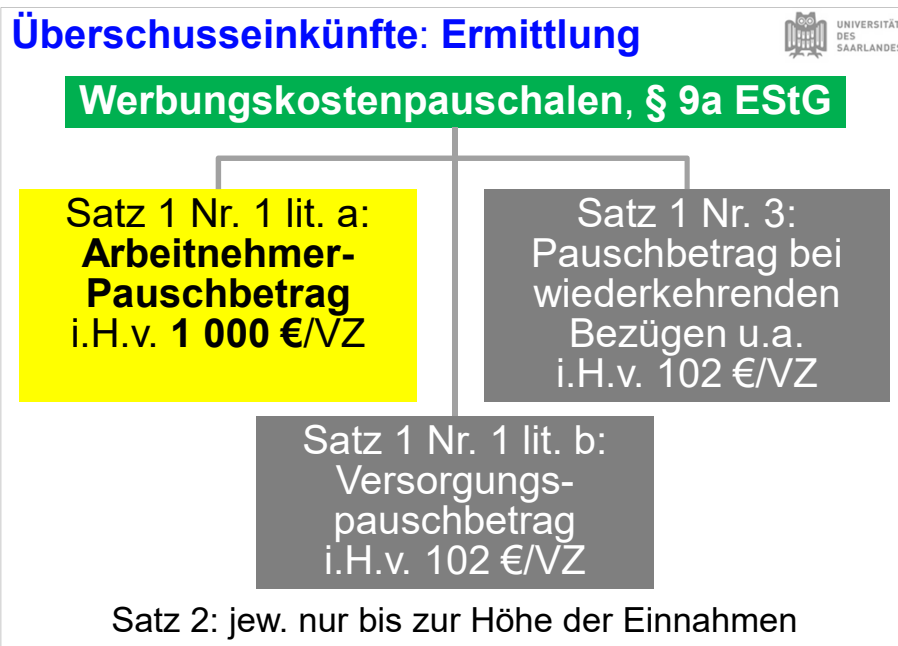 Überschusseinkünfte: Ermittlung
UNIVERSITÄT
DES
SAARLANDES
Werbungskostenpauschalen, § 9a EStG
Satz 1 Nr. 1 lit. a:
Arbeitnehmer-
Pauschbetrag
i.H.v. 1 000 €/VZ
Satz 1 Nr. 3:
Pauschbetrag bei
wiederkehrenden
Bezügen u.a.
i.H.v. 102 €/VZ
Satz 1 Nr. 1 lit. b:
Versorgungs-
pauschbetrag
i.H.v. 102 €/VZ
Satz 2: jew. nur bis zur Höhe der Einnahmen